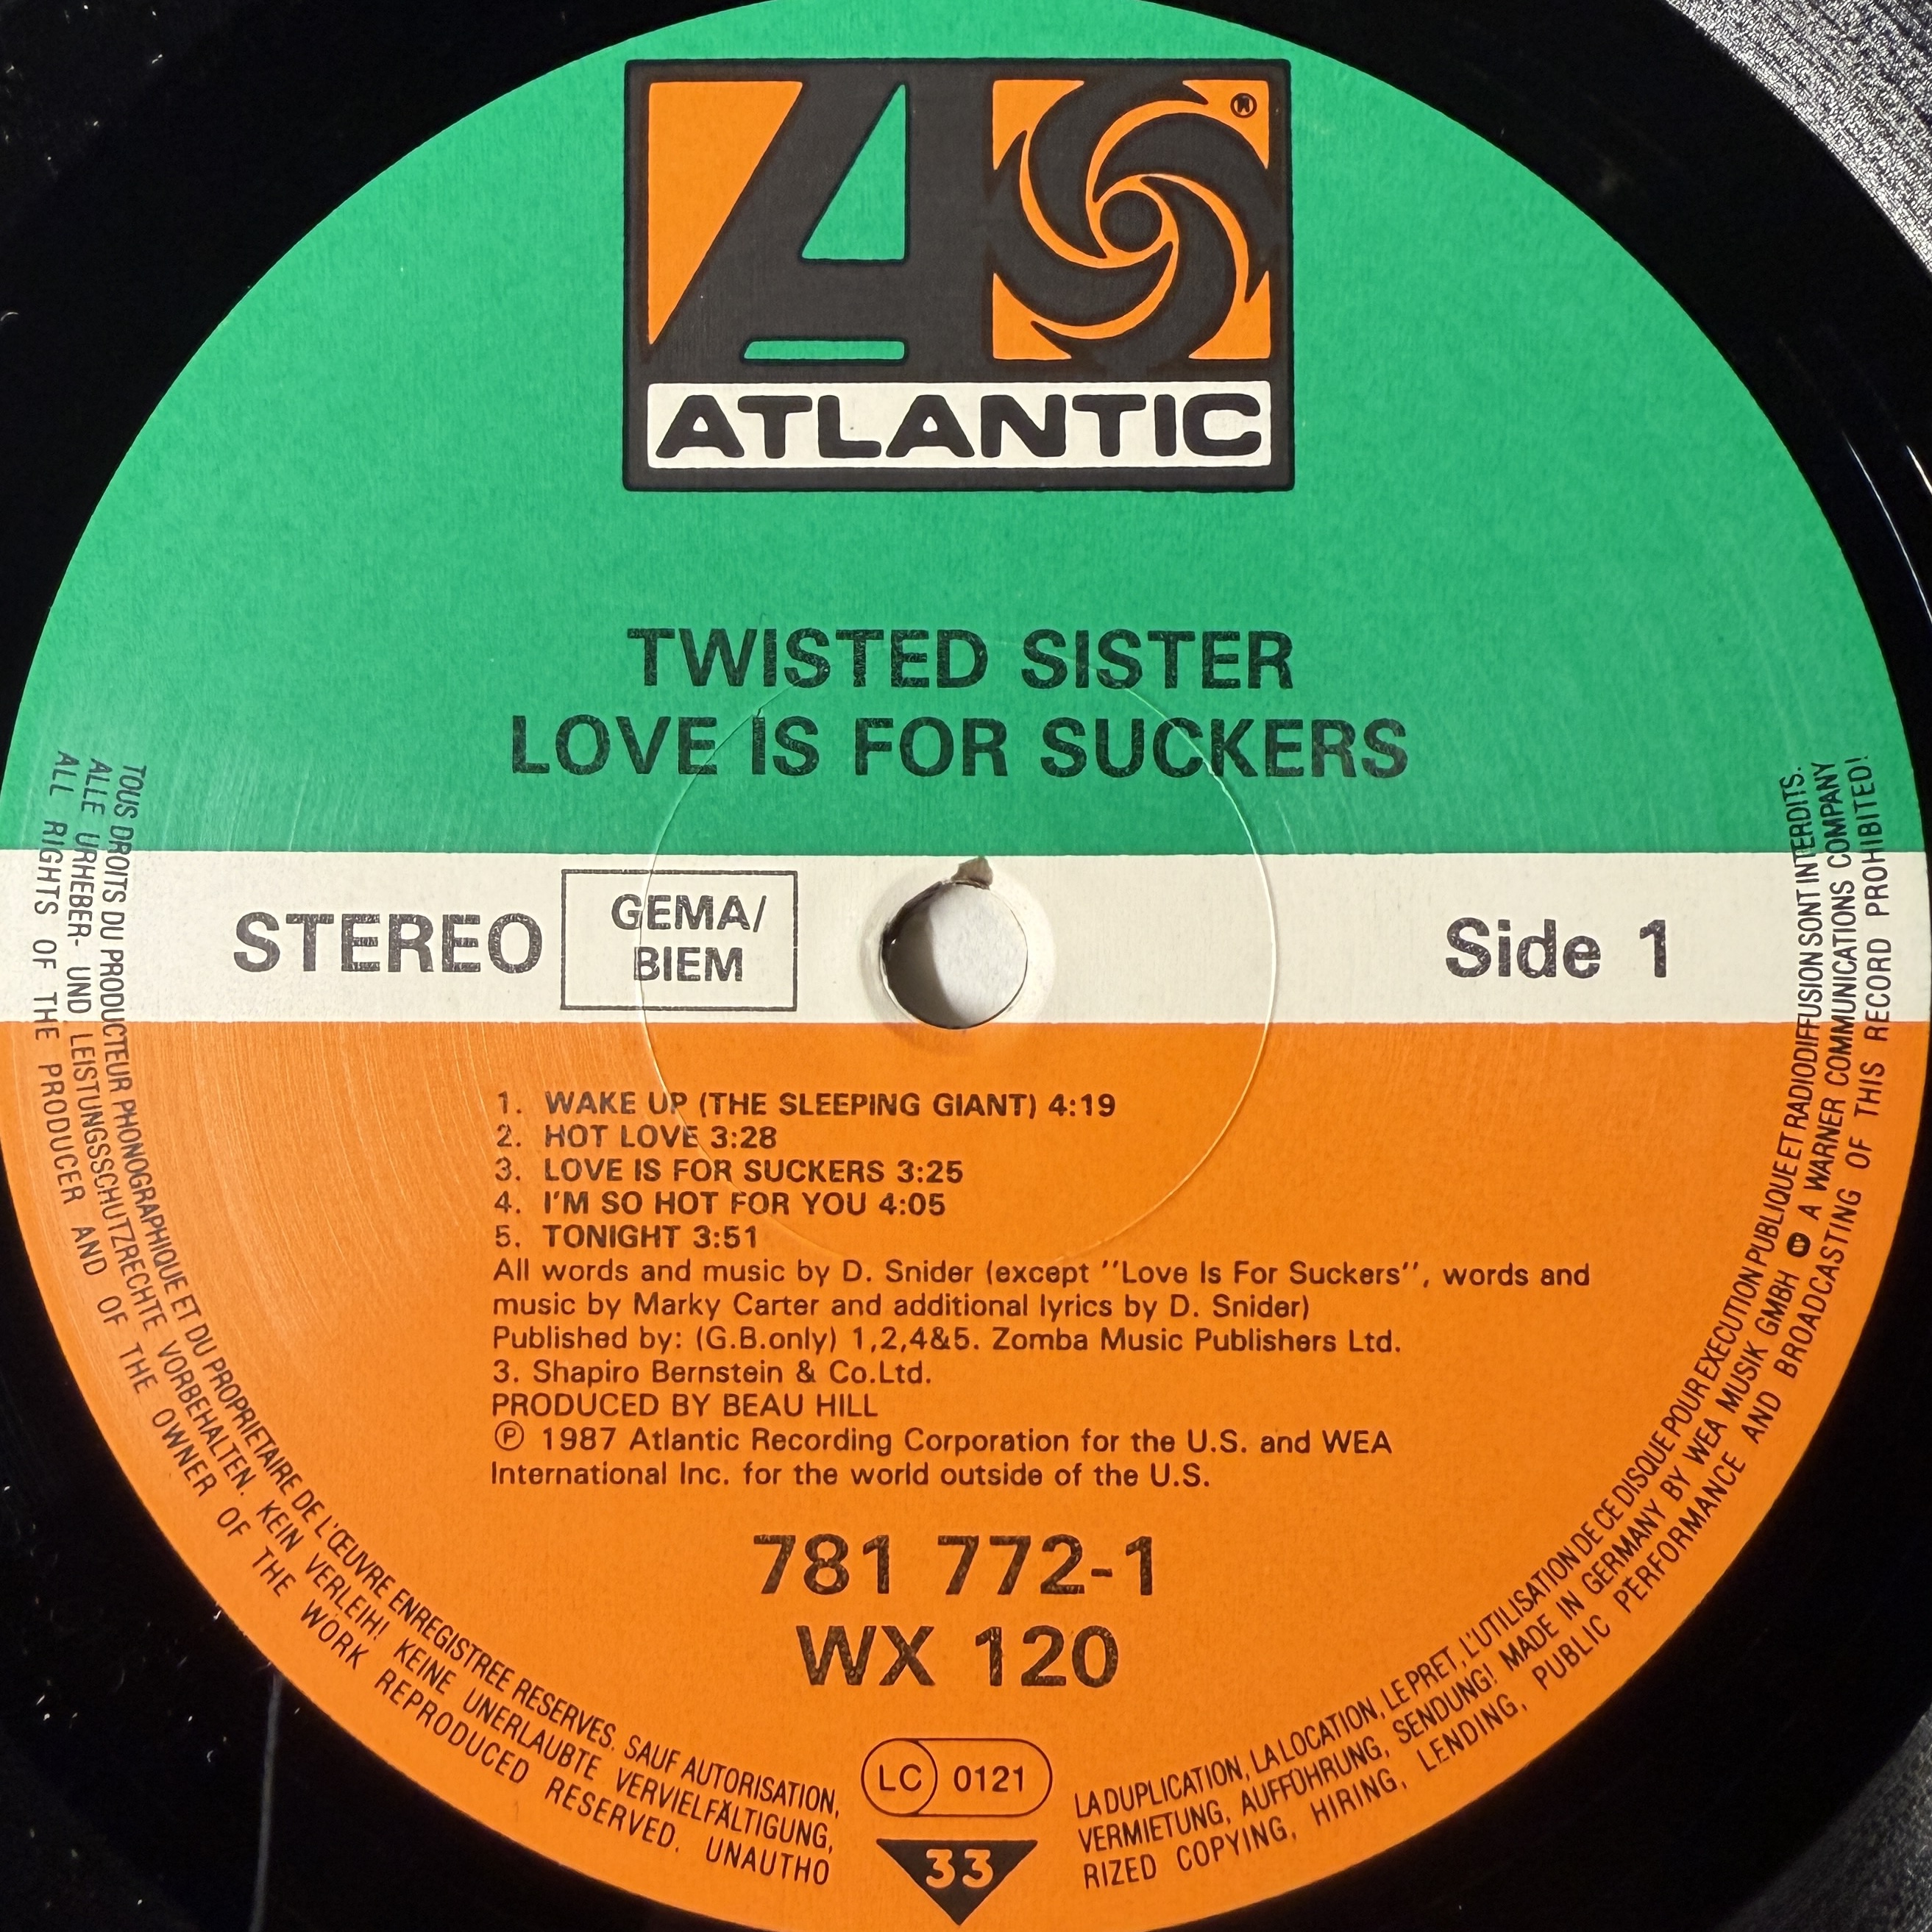 ATLANTIC
TWISTED SISTER
LOVE IS FOR SUCKERS
STEREO
GEMA/
BIEM
Side 1
1. WAKE UP (THE SLEEPING GIANT) 4:19
2. HOT LOVE 3:28
3. LOVE IS FOR SUCKERS 3:25
4. I'M SO HOT FOR YOU 4:05
5. TONIGHT 3:51
All words and music by D. Snider (except "Love Is For Suckers", words and
music by Marky Carter and additional lyrics by D. Snider)
Published by: (G.B.only) 1,2,4&5. Zomba Music Publishers Ltd.
3. Shapiro Bernstein & Co.Ltd.
PRODUCED BY BEAU HILL
Ⓟ 1987 Atlantic Recording Corporation for the U.S. and WEA
International Inc. for the world outside of the U.S.
781 772-1
WX 120
LC 0121
33
TOUS DROITS DU PRODUCTEUR PHONOGRAPHIQUE ET DU PROPRIETAIRE DE L'ŒUVRE ENREGISTREE RESERVES. SAUF AUTORISATION, LA DUPLICATION, LA LOCATION, LE PRET, L'UTILISATION DE CE DISQUE POUR EXECUTION PUBLIQUE ET RADIODIFFUSION SONT INTERDITS.
ALLE URHEBER- UND LEISTUNGSSCHUTZRECHTE VORBEHALTEN. KEIN VERLEIH! KEINE UNERLAUBTE VERVIELFÄLTIGUNG, VERMIETUNG, AUFFÜHRUNG, SENDUNG! MADE IN GERMANY BY WEA MUSIK GMBH A WARNER COMMUNICATIONS COMPANY
ALL RIGHTS OF THE PRODUCER AND OF THE OWNER OF THE WORK REPRODUCED RESERVED. UNAUTHO RIZED COPYING, HIRING, LENDING, PUBLIC PERFORMANCE AND BROADCASTING OF THIS RECORD PROHIBITED!